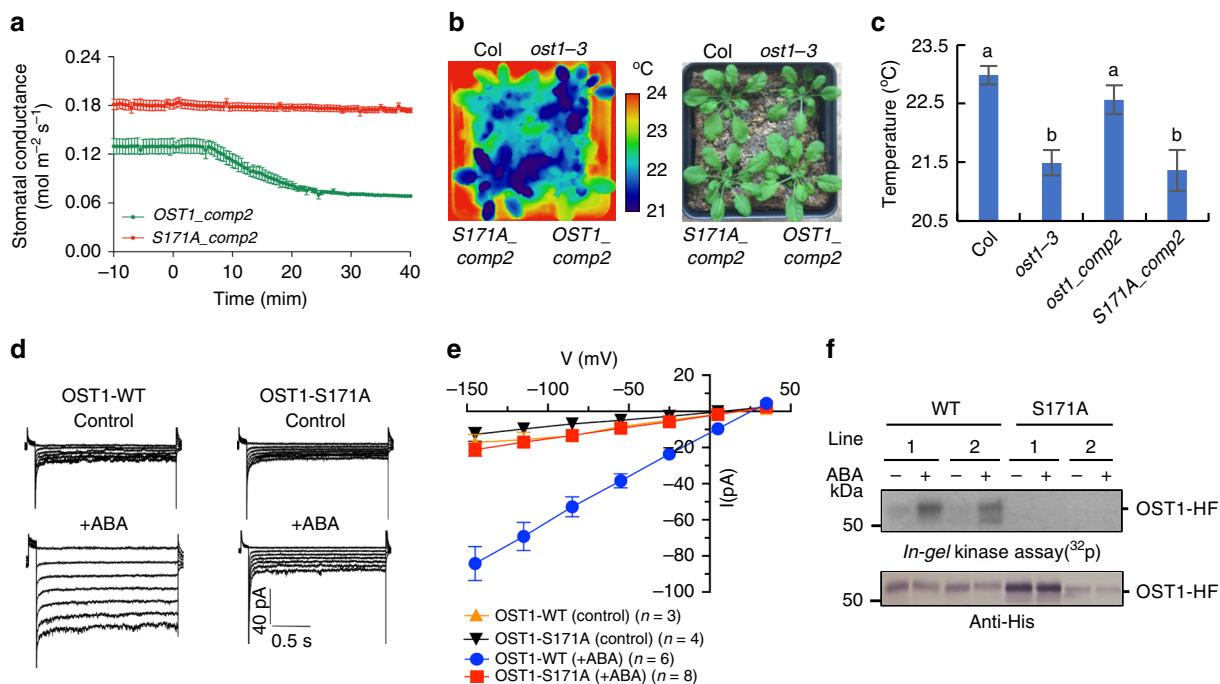 a
Stomatal conductance
(mol m−2 s−1)
0.24
0.18
0.12
0.06
0.00
OST1_comp2
S171A_comp2
−10 0 10 20 30 40
Time (mim)
b
Col ost1–3
oC
24
23
22
21
S171A_
comp2
OST1_
comp2
Col ost1–3
S171A_
comp2
OST1_
comp2
c
Temperature (oC)
23.5
22.5
21.5
20.5
a
b
a
b
Col
ost1–3
ost1_comp2
S171A_comp2
d
OST1-WT
Control
OST1-S171A
Control
+ABA
+ABA
40 pA
0.5 s
e
V (mV)
−150 −100 −50 50
20
−20
−40
−60
−80
−100
I(pA)
OST1-WT (control) (n = 3)
OST1-S171A (control) (n = 4)
OST1-WT (+ABA) (n = 6)
OST1-S171A (+ABA) (n = 8)
f
WT S171A
Line 1 2 1 2
ABA − + − + − + − +
kDa
50
OST1-HF
In-gel kinase assay(32p)
50
OST1-HF
Anti-His